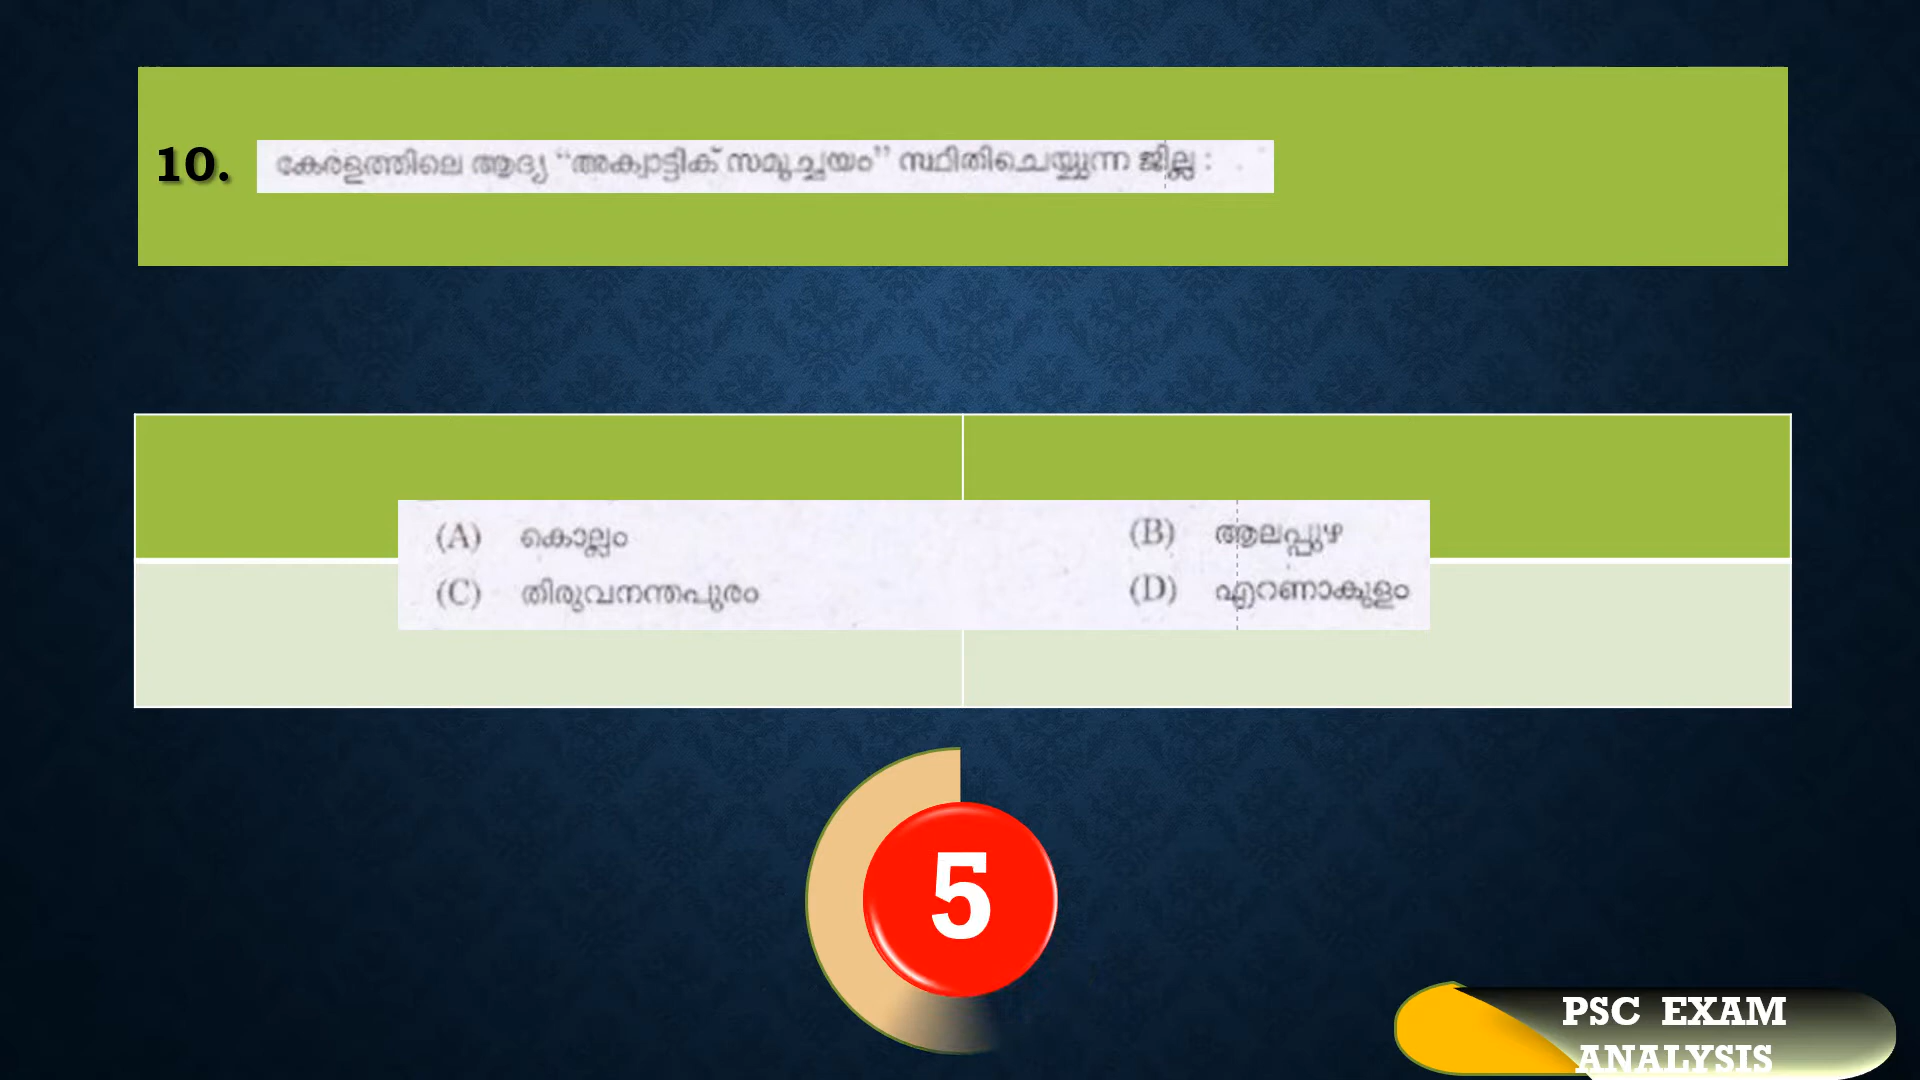 10. കേരളത്തിലെ ആദ്യ “അക്വാട്ടിക് സമുച്ചയം” സ്ഥിതിചെയ്യുന്ന ജില്ല :
(A) കൊല്ലം (B) ആലപ്പുഴ
(C) തിരുവനന്തപുരം (D) എറണാകുളം
5
PSC EXAM
ANALYSIS